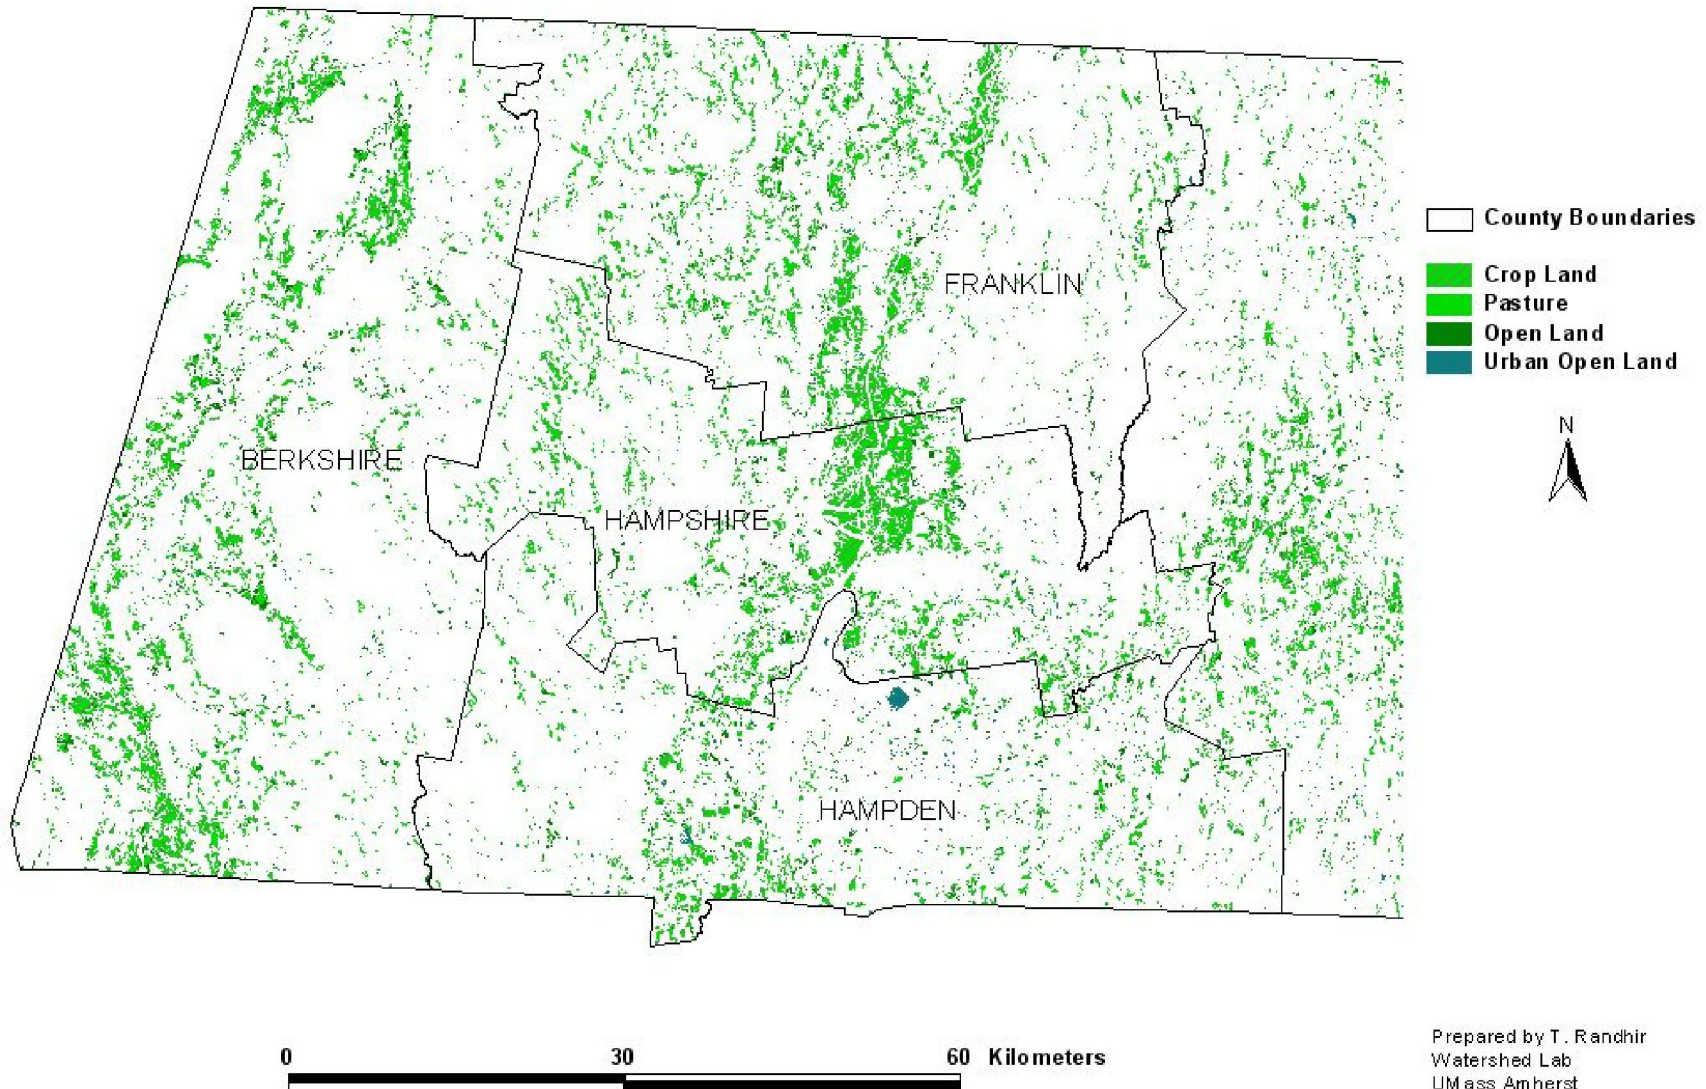 County Boundaries
Crop Land
Pasture
FRANKLIN
Open Land
Urban Open Land
N
BERKSHIRE
HAMPSHIRE
HAMPDEN
Prepared by T. Randhir
0 30 60 Kilometers
Watershed Lab
UMass Amherst